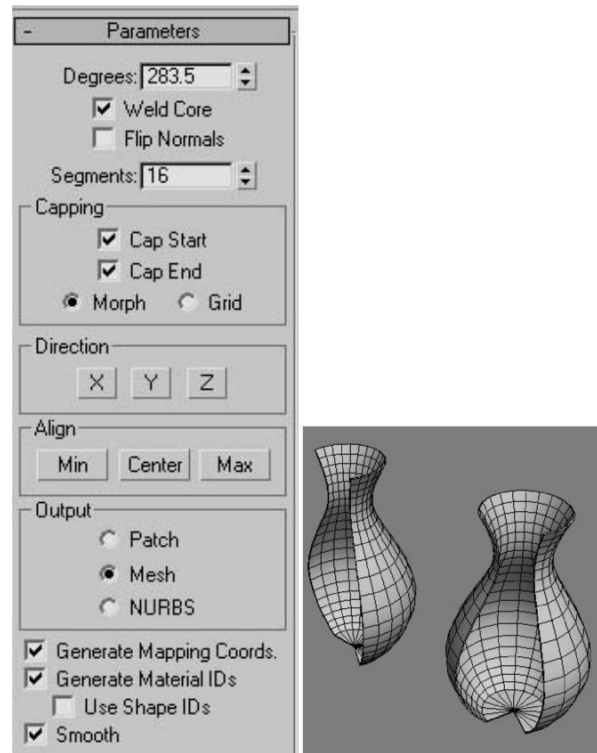 - Parameters
Degrees: 283.5
Weld Core
Flip Normals
Segments: 16
Capping
Cap Start
Cap End
Morph Grid
Direction
X Y Z
Align
Min Center Max
Output
Patch
Mesh
NURBS
Generate Mapping Coords.
Generate Material IDs
Use Shape IDs
Smooth